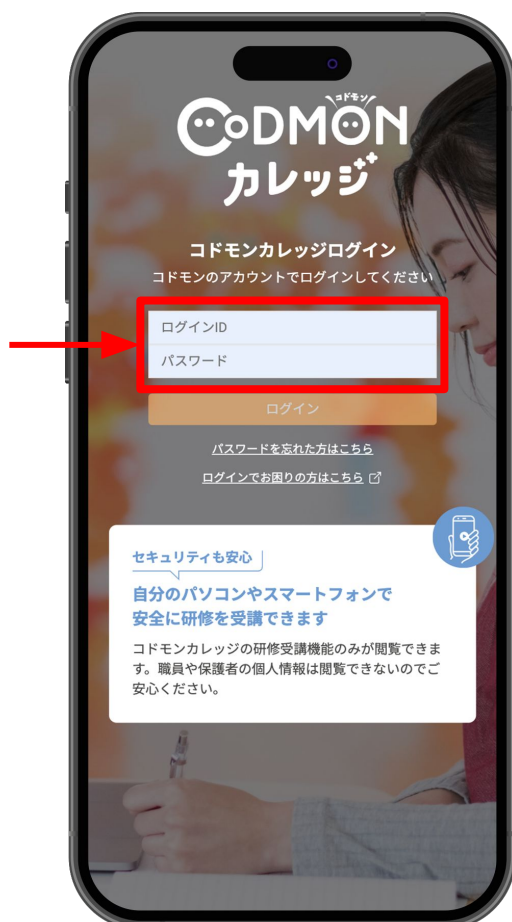 コドモン
CODMON
カレッジ
コドモンカレッジログイン
コドモンのアカウントでログインしてください
ログインID
パスワード
ログイン
パスワードを忘れた方はこちら
ログインでお困りの方はこちら
セキュリティも安心
自分のパソコンやスマートフォンで
安全に研修を受講できます
コドモンカレッジの研修受講機能のみが閲覧できま
す。職員や保護者の個人情報は閲覧できないのでご
安心ください。